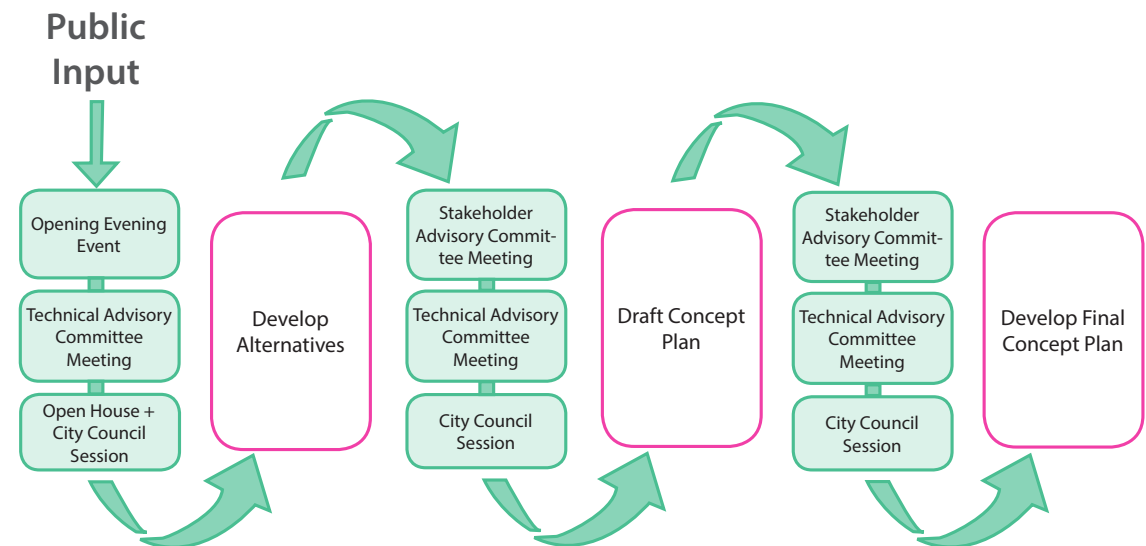 Public
Input
Opening Evening
Event
Technical Advisory
Committee
Meeting
Open House +
City Council
Session
Develop
Alternatives
Stakeholder
Advisory Commit-
tee Meeting
Technical Advisory
Committee
Meeting
City Council
Session
Draft Concept
Plan
Stakeholder
Advisory Commit-
tee Meeting
Technical Advisory
Committee
Meeting
City Council
Session
Develop Final
Concept Plan